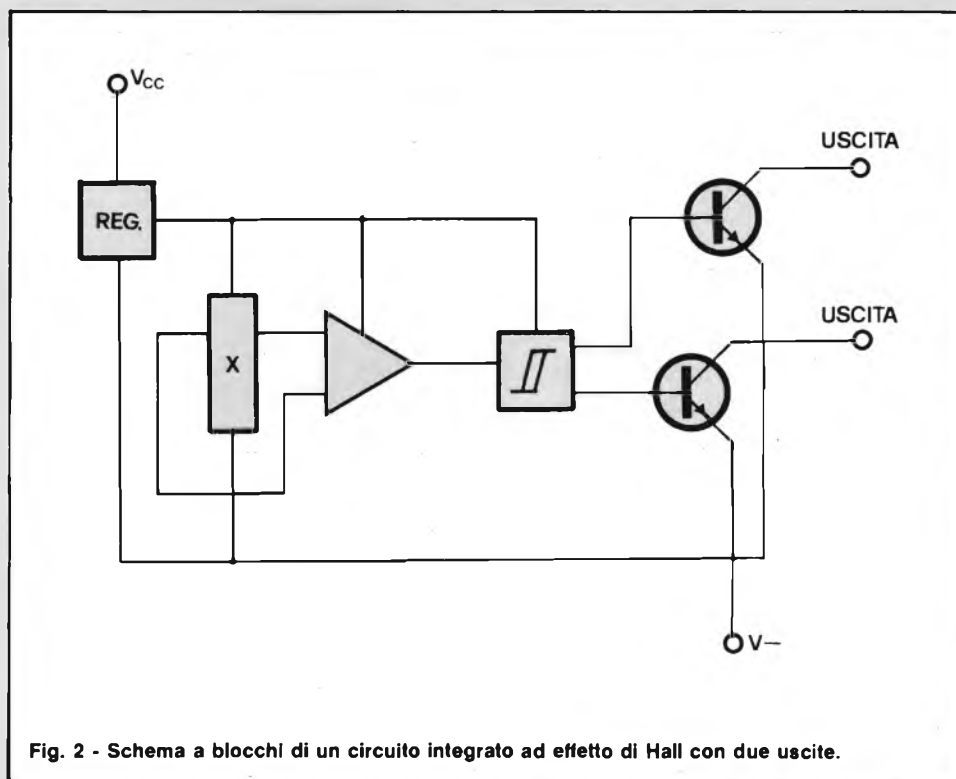 Vcc
USCITA
REG.
USCITA
X
V—
Fig. 2 - Schema a blocchi di un circuito integrato ad effetto di Hall con due uscite.